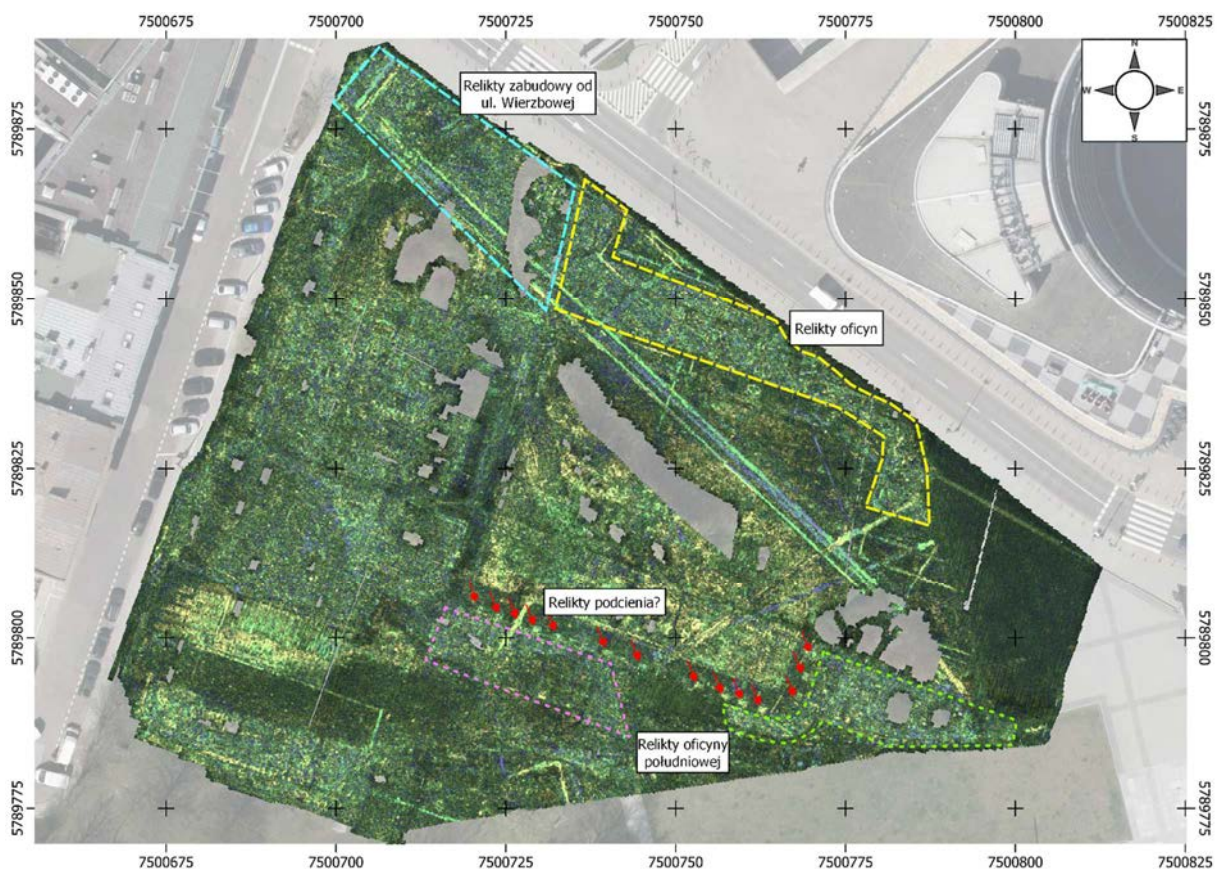 7500675 7500700 7500725 7500750 7500775 7500800 7500825
N
W E
S
Relikty zabudowy od
ul. Wierzbowej
5789875 5789875
5789850 5789850
Relikty oficyn
5789825 5789825
Relikty podcienia?
5789800 5789800
Relikty oficyny
południowej
5789775 5789775
7500675 7500700 7500725 7500750 7500775 7500800 7500825